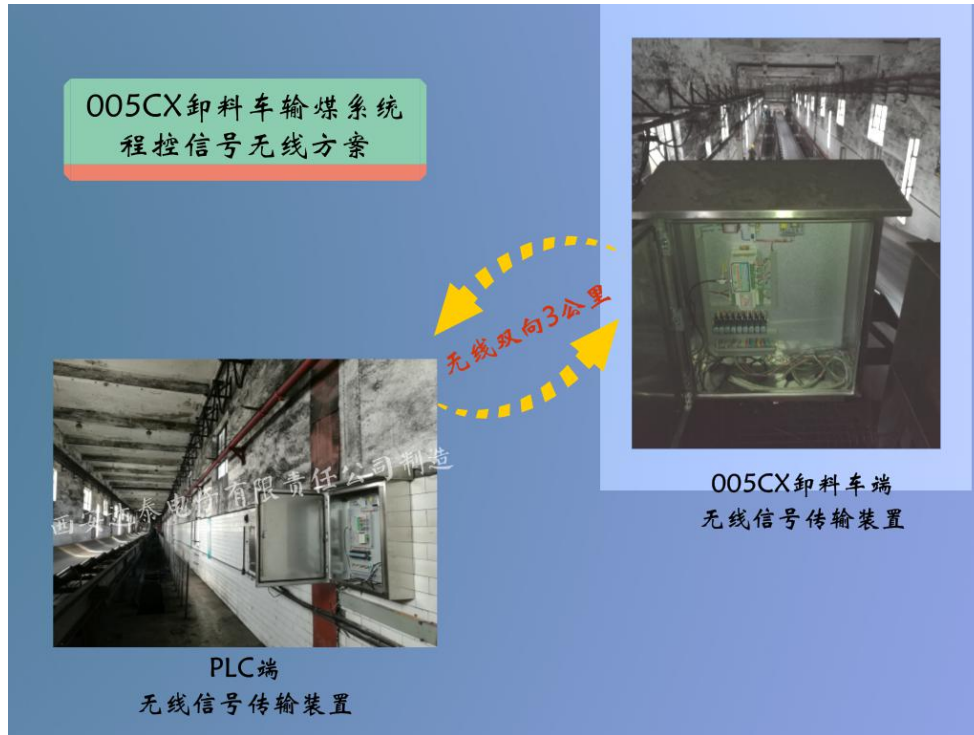 005CX卸料车输煤系统
程控信号无线方案
无线双向3公里
005CX卸料车端
无线信号传输装置
电子有限责任公司制造
PLC端
无线信号传输装置